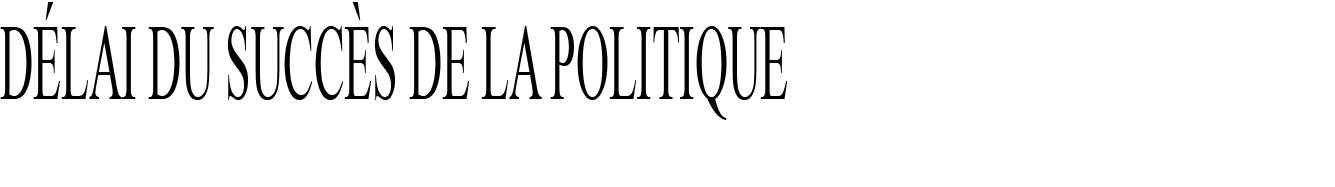 DÉLAI DU SUCCÈS DE LA POLITIQUE